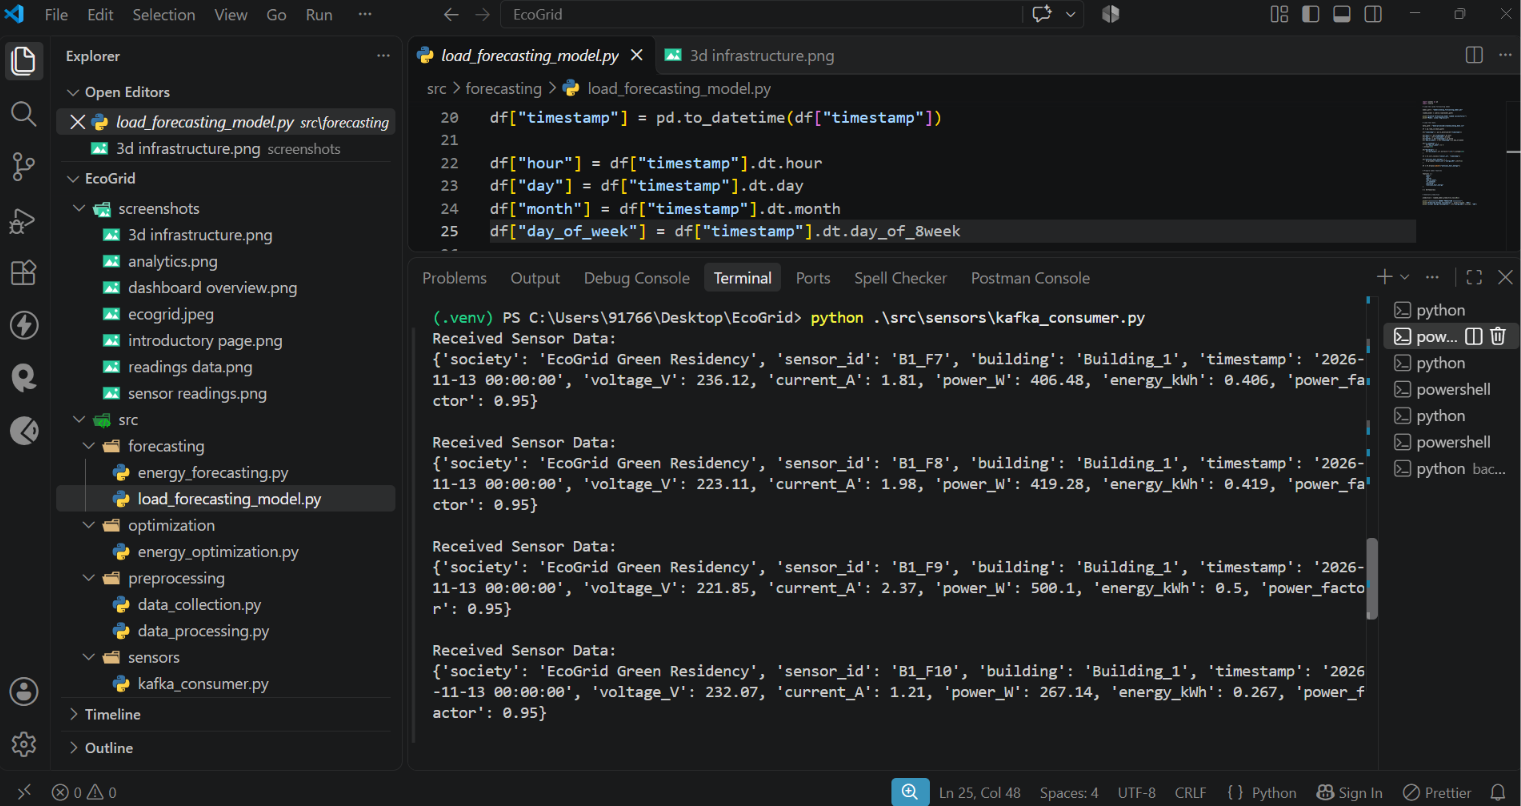 File Edit Selection View Go Run ··· EcoGrid
Explorer ···
Open Editors
load_forecasting_model.py src\forecasting
3d infrastructure.png screenshots
EcoGrid
screenshots
3d infrastructure.png
analytics.png
dashboard overview.png
ecogrid.jpeg
introductory page.png
readings data.png
sensor readings.png
src
forecasting
energy_forecasting.py
load_forecasting_model.py
optimization
energy_optimization.py
preprocessing
data_collection.py
data_processing.py
sensors
kafka_consumer.py
Timeline
Outline
load_forecasting_model.py 3d infrastructure.png
src > forecasting > load_forecasting_model.py
20 df["timestamp"] = pd.to_datetime(df["timestamp"])
21
22 df["hour"] = df["timestamp"].dt.hour
23 df["day"] = df["timestamp"].dt.day
24 df["month"] = df["timestamp"].dt.month
25 df["day_of_week"] = df["timestamp"].dt.day_of_8week
Problems Output Debug Console Terminal Ports Spell Checker Postman Console
(.venv) PS C:\Users\91766\Desktop\EcoGrid> python .\src\sensors\kafka_consumer.py
Received Sensor Data:
{'society': 'EcoGrid Green Residency', 'sensor_id': 'B1_F7', 'building': 'Building_1', 'timestamp': '2026-
11-13 00:00:00', 'voltage_V': 236.12, 'current_A': 1.81, 'power_W': 406.48, 'energy_kWh': 0.406, 'power_fa
ctor': 0.95}
Received Sensor Data:
{'society': 'EcoGrid Green Residency', 'sensor_id': 'B1_F8', 'building': 'Building_1', 'timestamp': '2026-
11-13 00:00:00', 'voltage_V': 223.11, 'current_A': 1.98, 'power_W': 419.28, 'energy_kWh': 0.419, 'power_fa
ctor': 0.95}
Received Sensor Data:
{'society': 'EcoGrid Green Residency', 'sensor_id': 'B1_F9', 'building': 'Building_1', 'timestamp': '2026-
11-13 00:00:00', 'voltage_V': 221.85, 'current_A': 2.37, 'power_W': 500.1, 'energy_kWh': 0.5, 'power_facto
r': 0.95}
Received Sensor Data:
{'society': 'EcoGrid Green Residency', 'sensor_id': 'B1_F10', 'building': 'Building_1', 'timestamp': '2026
-11-13 00:00:00', 'voltage_V': 232.07, 'current_A': 1.21, 'power_W': 267.14, 'energy_kWh': 0.267, 'power_f
actor': 0.95}
python
pow...
python
powershell
python
powershell
python bac...
0 0 Ln 25, Col 48 Spaces: 4 UTF-8 CRLF { } Python Sign In Prettier